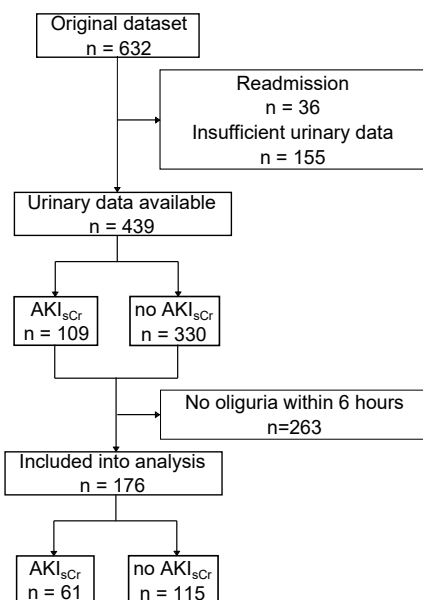 Original dataset
n = 632
Readmission
n = 36
Insufficient urinary data
n = 155
Urinary data available
n = 439
AKIsCr
n = 109
no AKIsCr
n = 330
No oliguria within 6 hours
n=263
Included into analysis
n = 176
AKIsCr
n = 61
no AKIsCr
n = 115